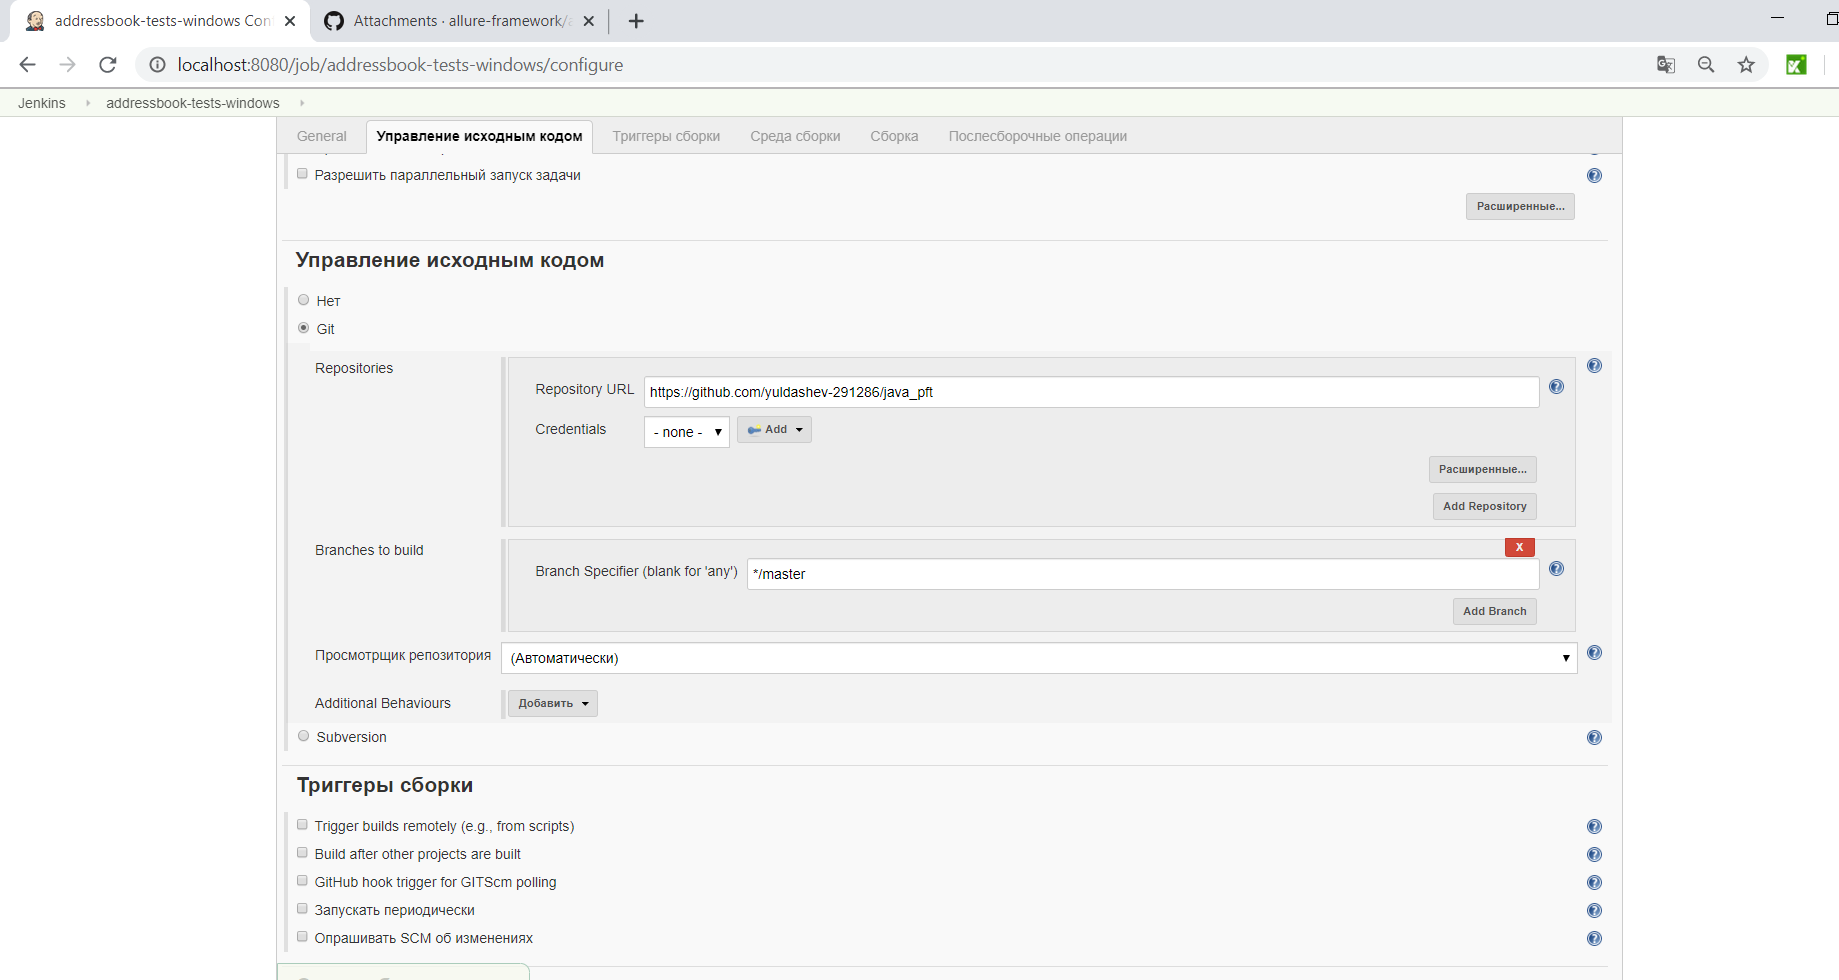 addressbook-tests-windows Con
Attachments · allure-framework/a
localhost:8080/job/addressbook-tests-windows/configure
Jenkins addressbook-tests-windows
General Управление исходным кодом Триггеры сборки Среда сборки Сборка Послесборочные операции
Разрешить параллельный запуск задачи
Расширенные...
Управление исходным кодом
Нет
Git
Repositories
Repository URL https://github.com/yuldashev-291286/java_pft
Credentials - none - Add
Расширенные...
Add Repository
Branches to build
X
Branch Specifier (blank for 'any') */master
Add Branch
Просмотрщик репозитория (Автоматически)
Additional Behaviours Добавить
Subversion
Триггеры сборки
Trigger builds remotely (e.g., from scripts)
Build after other projects are built
GitHub hook trigger for GITScm polling
Запускать периодически
Опрашивать SCM об изменениях